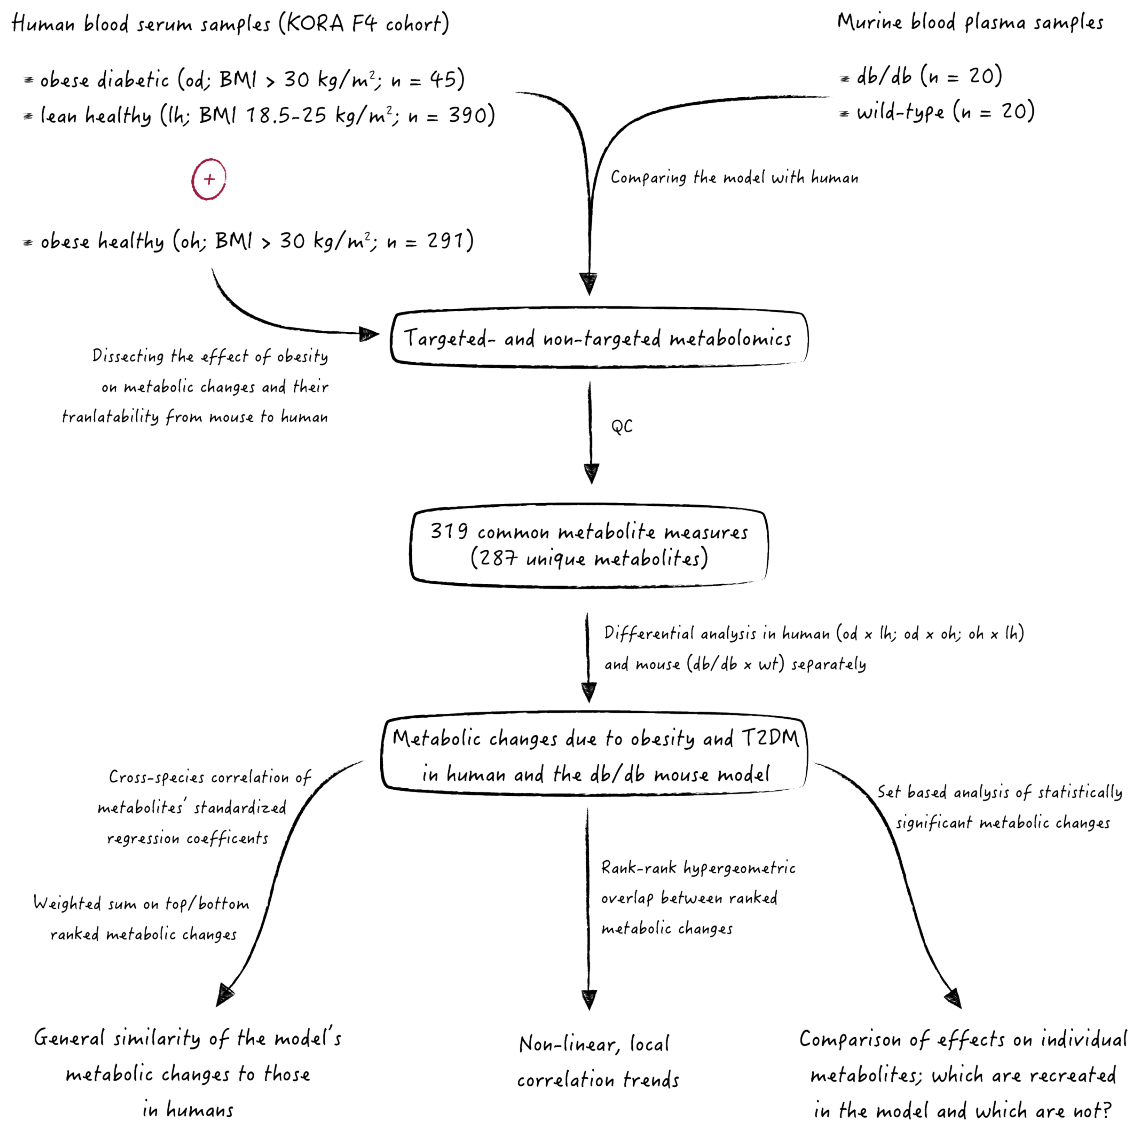 Human blood serum samples (KORA F4 cohort)
= obese diabetic (od; BMI > 30 kg/m²; n = 45)
= lean healthy (lh; BMI 18.5-25 kg/m²; n = 390)
+
= obese healthy (oh; BMI > 30 kg/m²; n = 291)
Murine blood plasma samples
= db/db (n = 20)
= wild-type (n = 20)
Comparing the model with human
Dissecting the effect of obesity
on metabolic changes and their
tranlatability from mouse to human
Targeted- and non-targeted metabolomics
QC
319 common metabolite measures
(287 unique metabolites)
Differential analysis in human (od x lh; od x oh; oh x lh)
and mouse (db/db x wt) separately
Metabolic changes due to obesity and T2DM
in human and the db/db mouse model
Cross-species correlation of
metabolites' standardized
regression coefficents
Weighted sum on top/bottom
ranked metabolic changes
Rank-rank hypergeometric
overlap between ranked
metabolic changes
Set based analysis of statistically
significant metabolic changes
General similarity of the model's
metabolic changes to those
in humans
Non-linear, local
correlation trends
Comparison of effects on individual
metabolites; which are recreated
in the model and which are not?